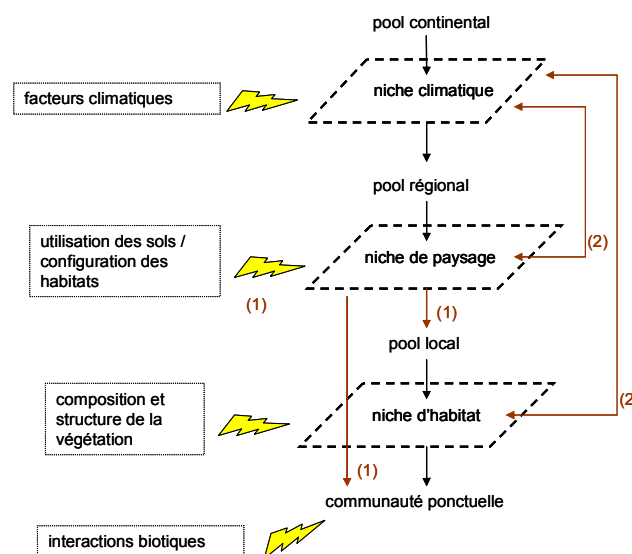 pool continental
facteurs climatiques
niche climatique
pool régional
utilisation des sols /
configuration des
habitats
niche de paysage
(2)
(1)
(1)
pool local
composition et
structure de la
végétation
niche d'habitat
(2
(1)
communauté ponctuelle
interactions biotiques